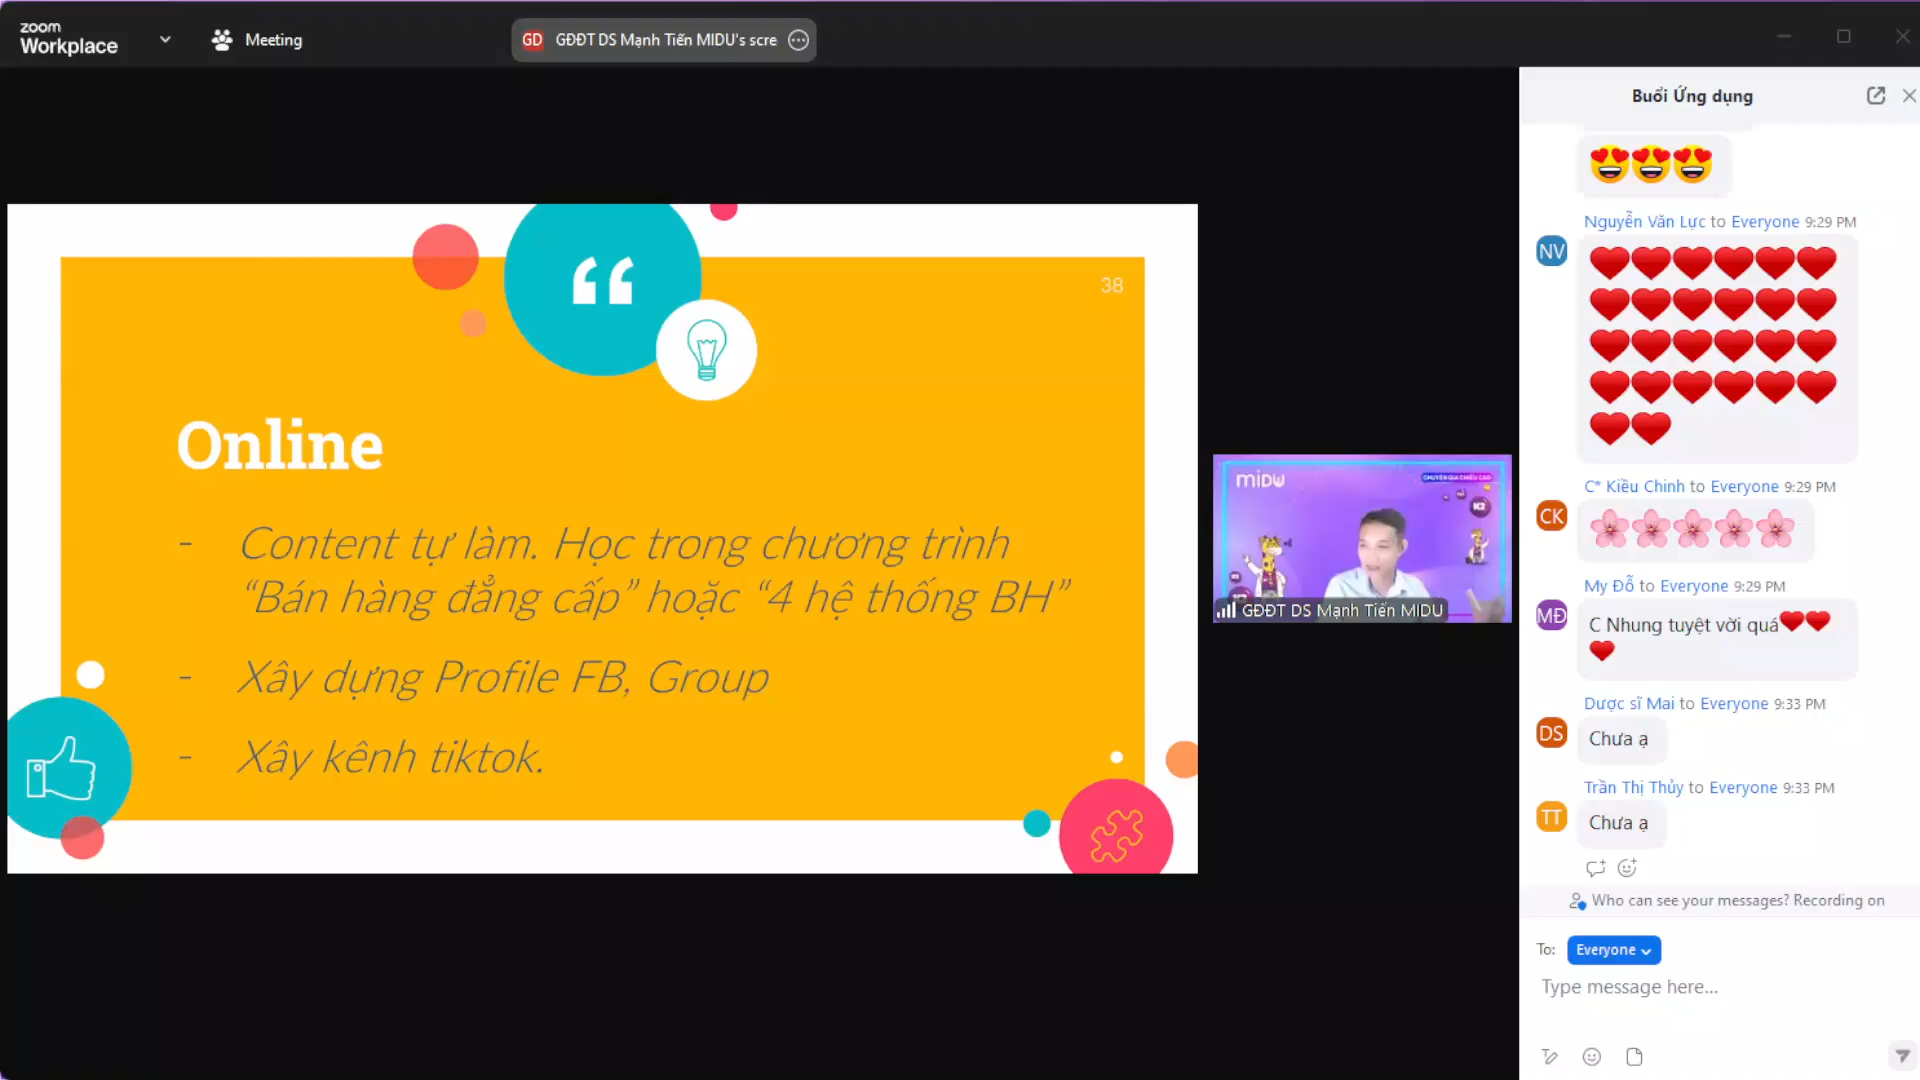 zoom
Workplace
Meeting
GD GĐĐT DS Mạnh Tiến MIDU's scre
Buổi Ứng dụng
Nguyễn Văn Lực to Everyone 9:29 PM
NV
C* Kiều Chinh to Everyone 9:29 PM
CK
My Đỗ to Everyone 9:29 PM
MĐ
C Nhung tuyệt vời quá
Dược sĩ Mai to Everyone 9:33 PM
DS
Chưa ạ
Trần Thị Thủy to Everyone 9:33 PM
TT
Chưa ạ
Who can see your messages? Recording on
To: Everyone
Type message here...
38
“
Online
- Content tự làm. Học trong chương trình
“Bán hàng đẳng cấp” hoặc “4 hệ thống BH”
- Xây dựng Profile FB, Group
- Xây kênh tiktok.
miDU
CHUYÊN GIA CHIỀU CAO
K2
GĐĐT DS Mạnh Tiến MIDU